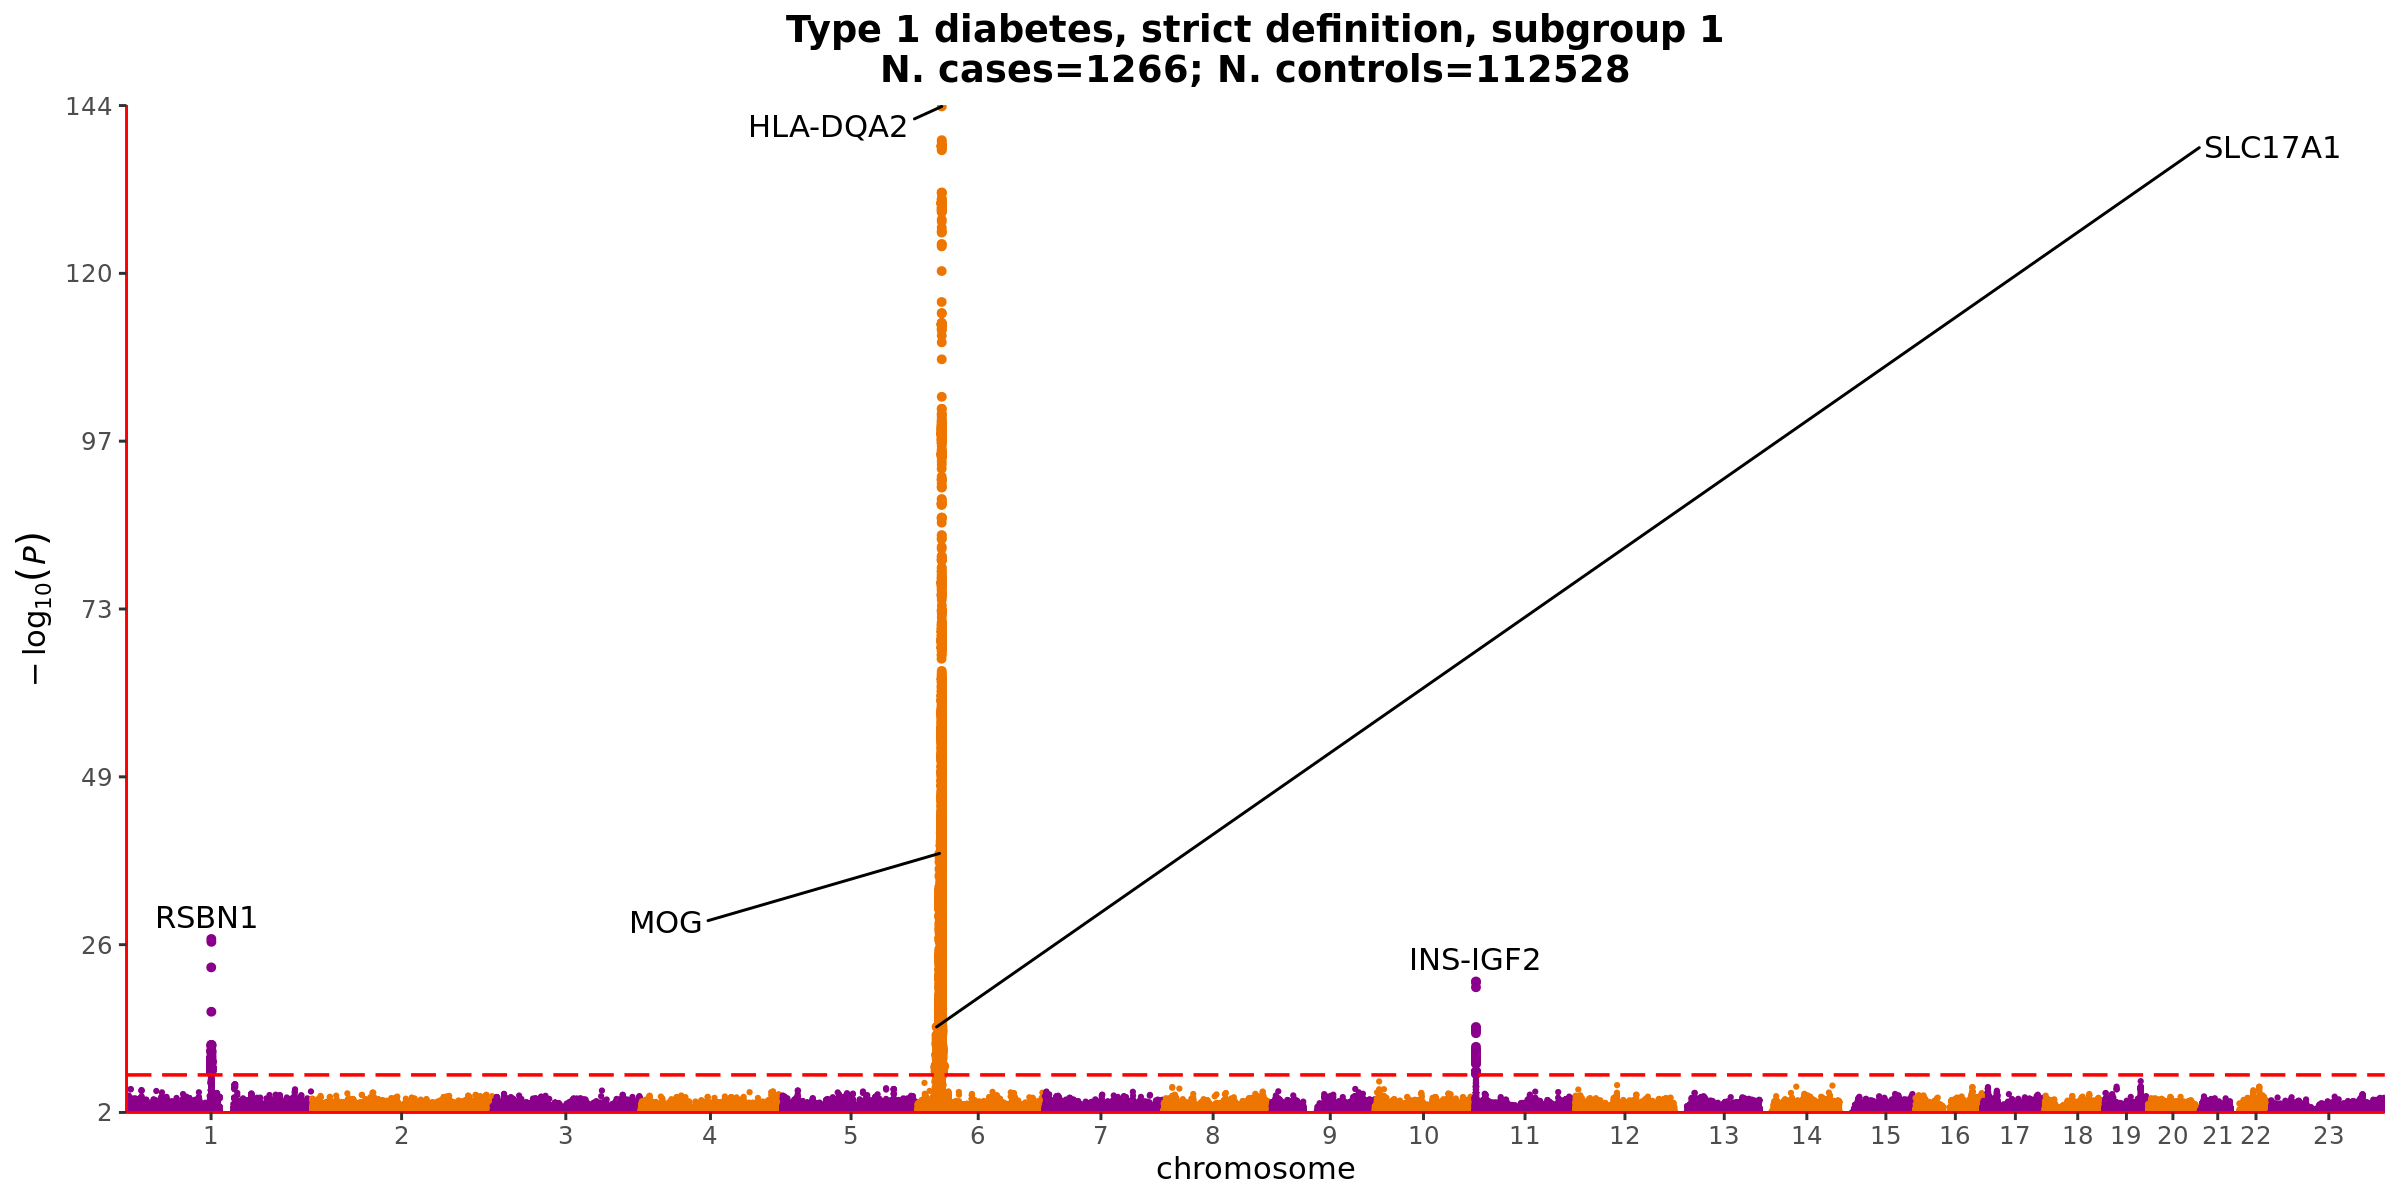 Type 1 diabetes, strict definition, subgroup 1
N. cases=1266; N. controls=112528
144
120
97
73
49
26
2
−log10(P)
HLA-DQA2
SLC17A1
MOG
RSBN1
INS-IGF2
1 2 3 4 5 6 7 8 9 10 11 12 13 14 15 16 17 18 19 20 21 22 23
chromosome